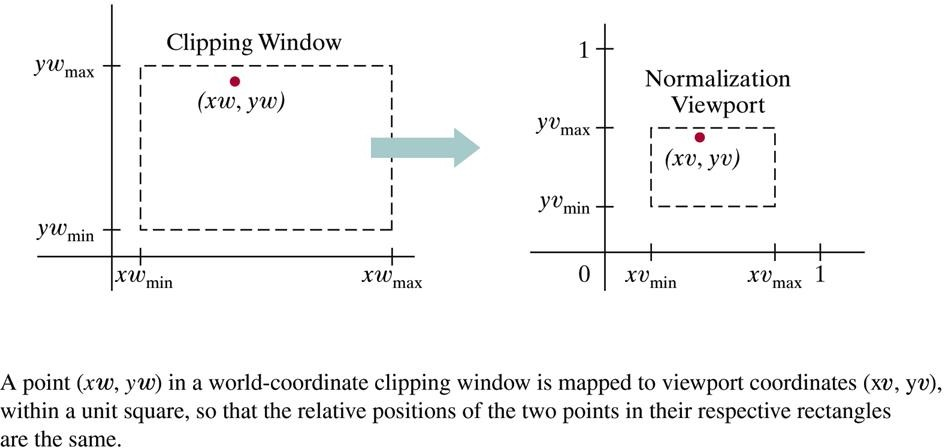 Clipping Window
yw_max
(xw, yw)
yw_min
xw_min
xw_max
1
Normalization
Viewport
yv_max
(xv, yv)
yv_min
0
xv_min
xv_max
1
A point (xw, yw) in a world-coordinate clipping window is mapped to viewport coordinates (xv, yv),
within a unit square, so that the relative positions of the two points in their respective rectangles
are the same.